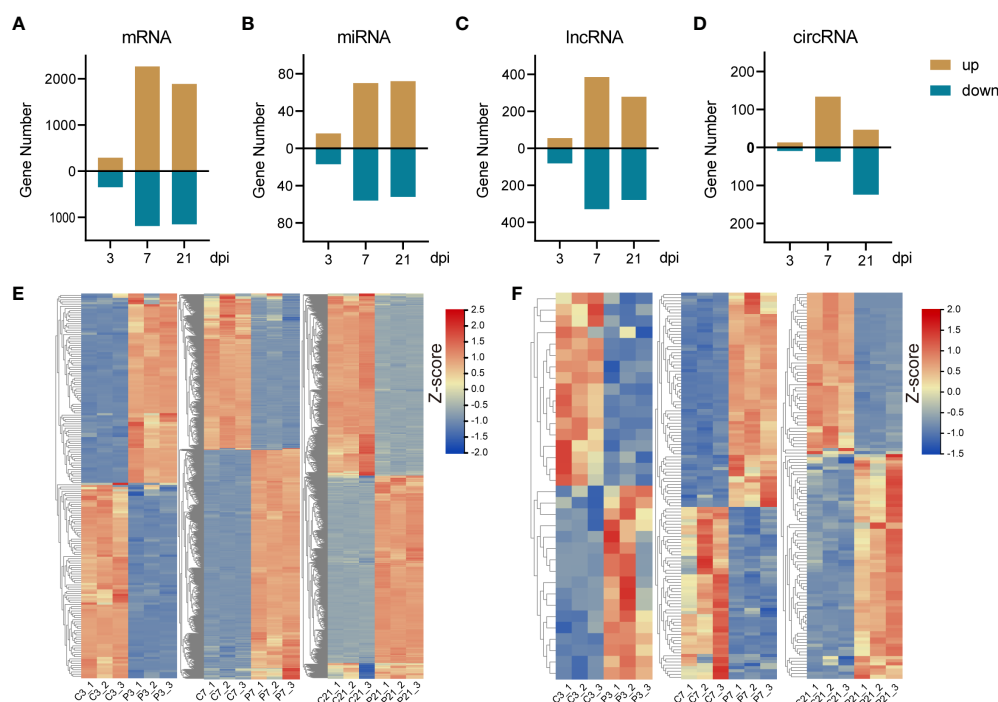 A
mRNA
Gene Number
2000
1000
0
1000
3 7 21 dpi
B
miRNA
80
40
0
40
80
3 7 21 dpi
C
lncRNA
Gene Number
400
200
0
200
400
3 7 21 dpi
D
circRNA
Gene Number
200
100
0
100
200
3 7 21 dpi
up
down
E
Z-score
2.5
2.0
1.5
1.0
0.5
0.0
-0.5
-1.0
-1.5
-2.0
C3_1 C3_2 C3_3 P3_1 P3_2 P3_3
C7_1 C7_2 C7_3 P7_1 P7_2 P7_3
C21_1 C21_2 C21_3 P21_1 P21_2 P21_3
F
Z-score
2.0
1.5
1.0
0.5
0.0
-0.5
-1.0
-1.5
C3_1 C3_2 C3_3 P3_1 P3_2 P3_3
C7_1 C7_2 C7_3 P7_1 P7_2 P7_3
C21_1 C21_2 C21_3 P21_1 P21_2 P21_3